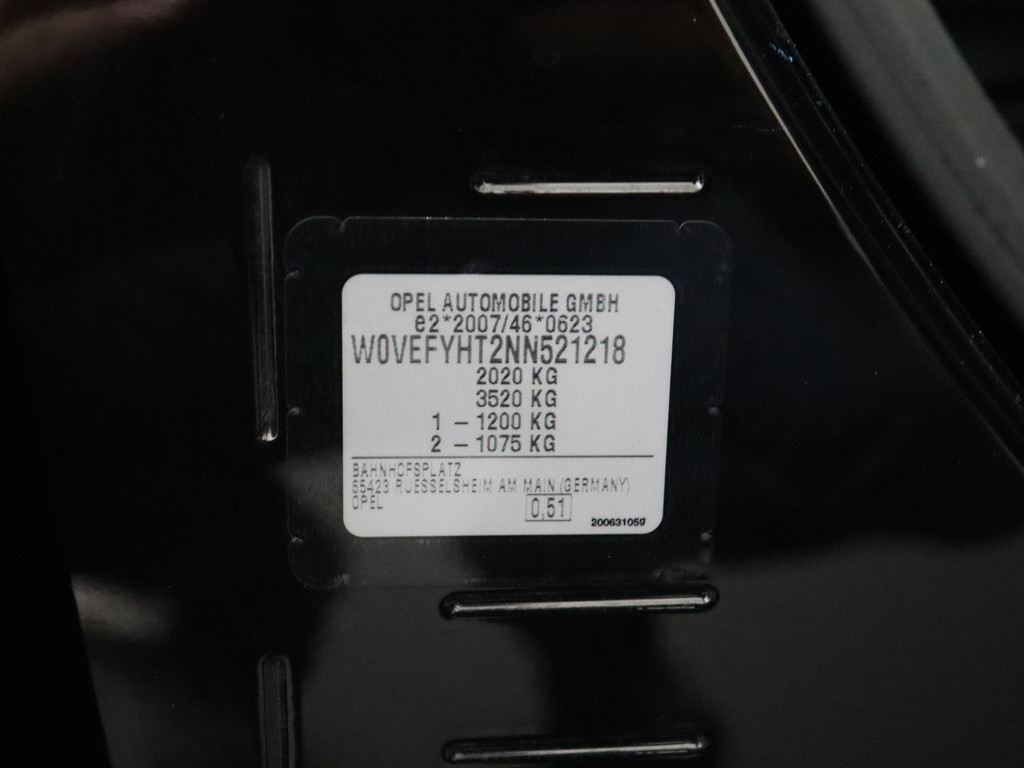 OPEL AUTOMOBILE GMBH
e2*2007/46*0623
W0VEFYHT2NN521218
2020 KG
3520 KG
1 – 1200 KG
2 – 1075 KG
BAHNHOFSPLATZ
65423 RUESSELSHEIM AM MAIN (GERMANY)
OPEL
0,51
200631059